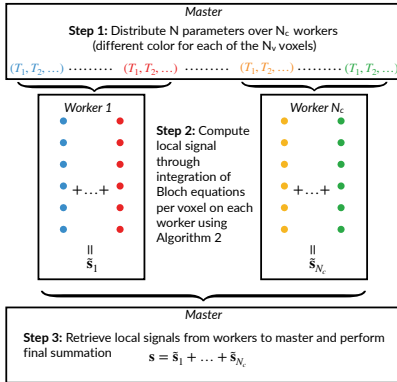 Master
Step 1: Distribute N parameters over N_c workers
(different color for each of the N_v voxels)
(T_1, T_2, …) ……… (T_1, T_2, …) ……… (T_1, T_2, …) ……… (T_1, T_2, …)
Worker 1
+…+
=
s̃_1
Step 2: Compute
local signal
through
integration of
Bloch equations
per voxel on each
worker using
Algorithm 2
Worker N_c
+…+
=
s̃_{N_c}
Master
Step 3: Retrieve local signals from workers to master and perform
final summation s = s̃_1 + … + s̃_{N_c}